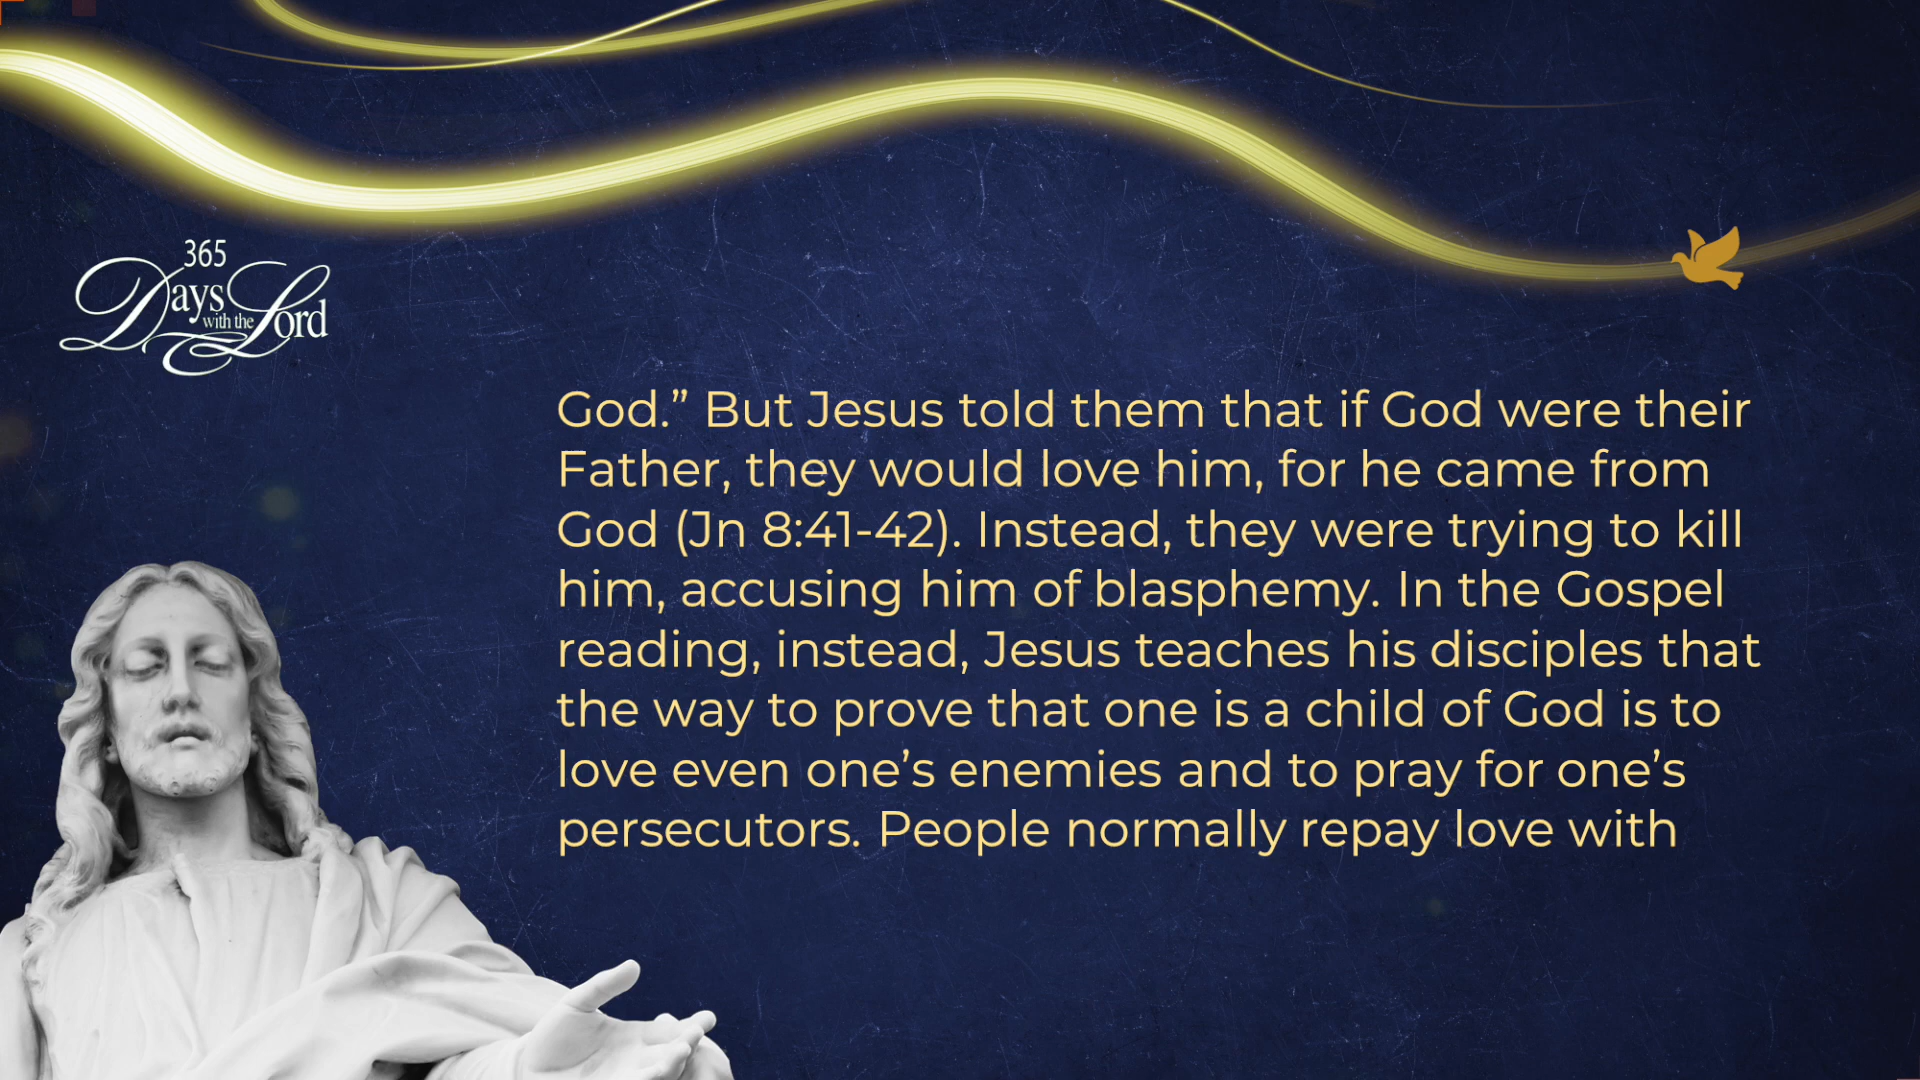 365
Days
with the
Lord
God.” But Jesus told them that if God were their
Father, they would love him, for he came from
God (Jn 8:41-42). Instead, they were trying to kill
him, accusing him of blasphemy. In the Gospel
reading, instead, Jesus teaches his disciples that
the way to prove that one is a child of God is to
love even one’s enemies and to pray for one’s
persecutors. People normally repay love with